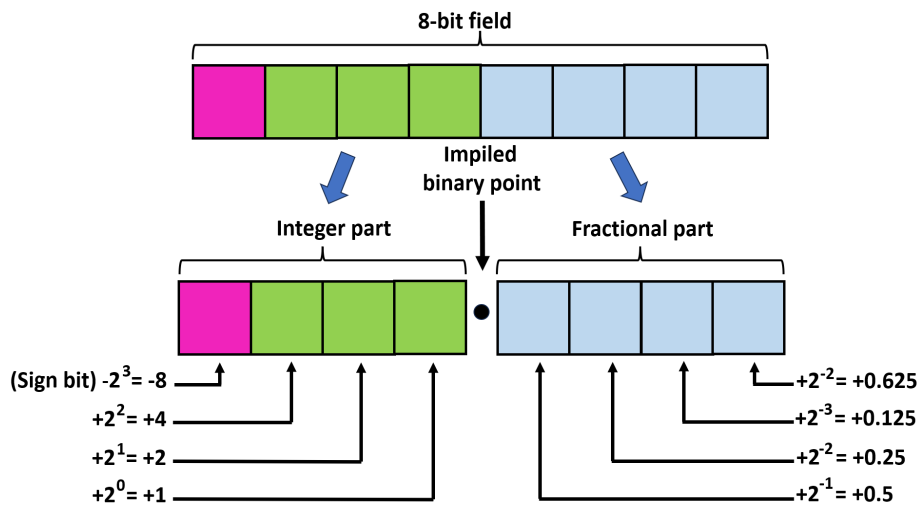 8-bit field
Impiled
binary point
Integer part
Fractional part
(Sign bit) -2³= -8
+2²= +4
+2¹= +2
+2⁰= +1
+2⁻²= +0.625
+2⁻³= +0.125
+2⁻²= +0.25
+2⁻¹= +0.5